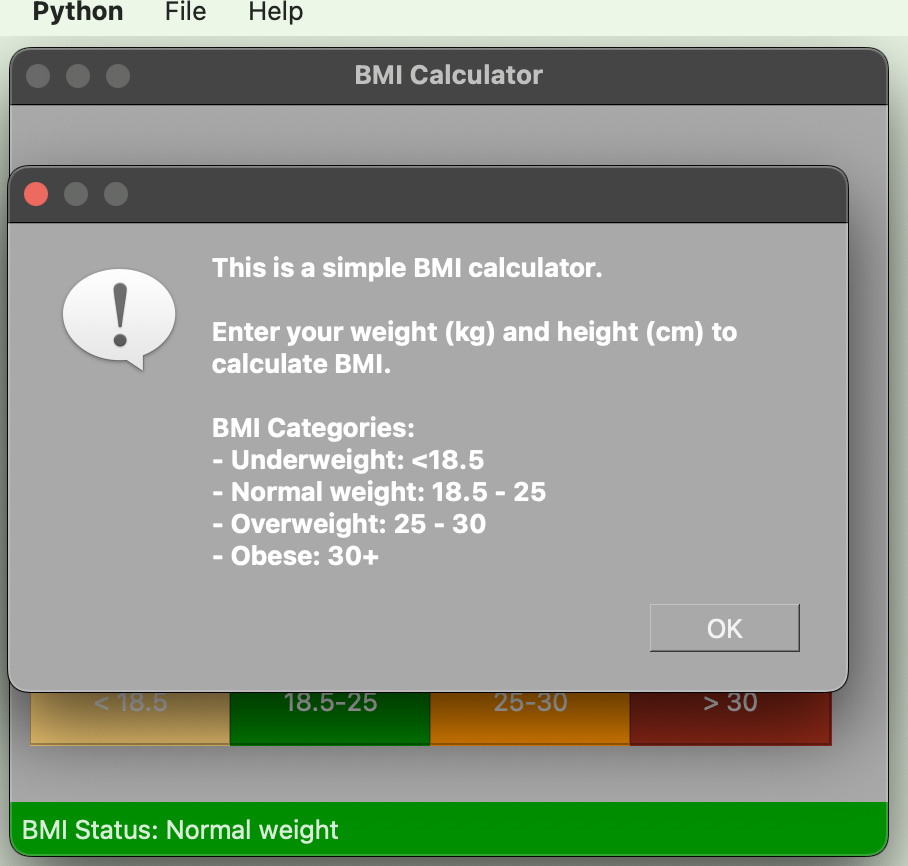 Python File Help
BMI Calculator
This is a simple BMI calculator.
Enter your weight (kg) and height (cm) to
calculate BMI.
BMI Categories:
- Underweight: <18.5
- Normal weight: 18.5 - 25
- Overweight: 25 - 30
- Obese: 30+
OK
< 18.5 18.5-25 25-30 > 30
BMI Status: Normal weight